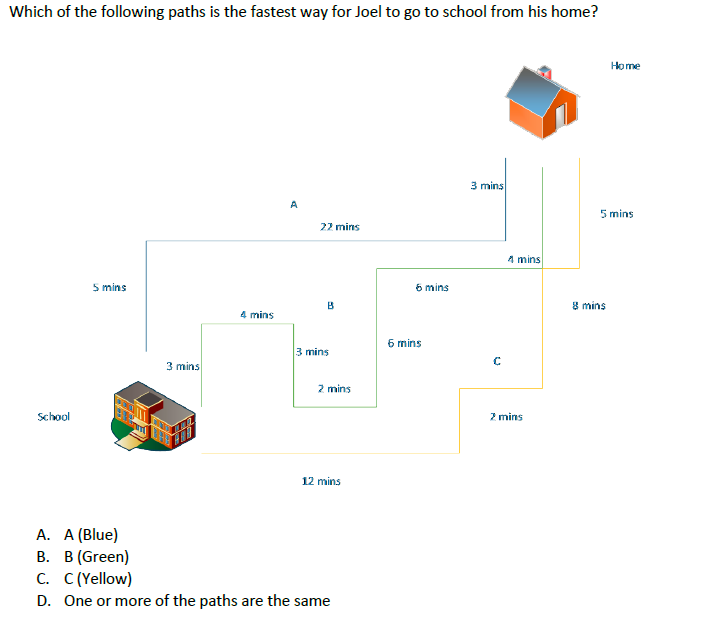 Which of the following paths is the fastest way for Joel to go to school from his home?
Home
3 mins
A
5 mins
22 mins
4 mins
5 mins
6 mins
B
8 mins
4 mins
6 mins
3 mins
C
3 mins
2 mins
School
2 mins
12 mins
A. A (Blue)
B. B (Green)
C. C (Yellow)
D. One or more of the paths are the same